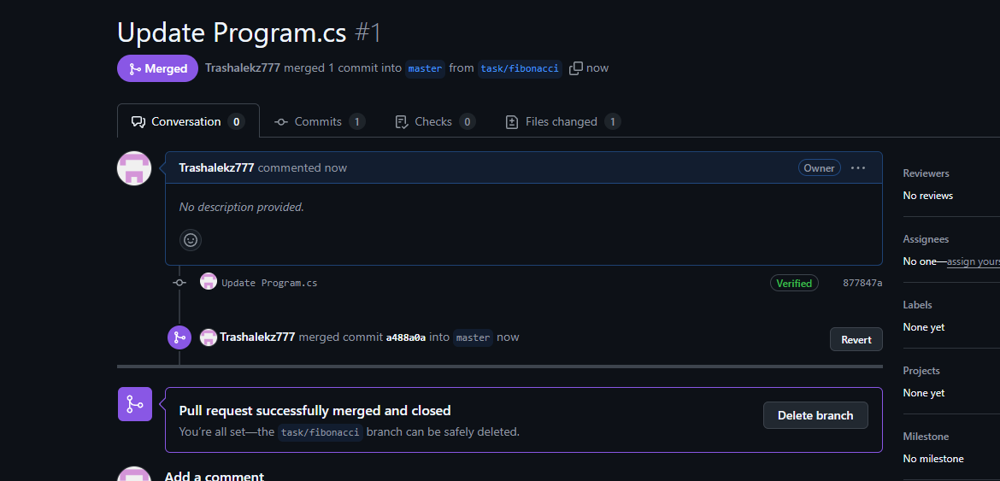 Update Program.cs #1
Merged Trashalekz777 merged 1 commit into master from task/fibonacci now
Conversation 0 Commits 1 Checks 0 Files changed 1
Trashalekz777 commented now Owner
No description provided.
Update Program.cs Verified 877847a
Trashalekz777 merged commit a488a0a into master now Revert
Pull request successfully merged and closed
You're all set—the task/fibonacci branch can be safely deleted.
Delete branch
Add a comment
Reviewers
No reviews
Assignees
No one—assign yours
Labels
None yet
Projects
None yet
Milestone
No milestone